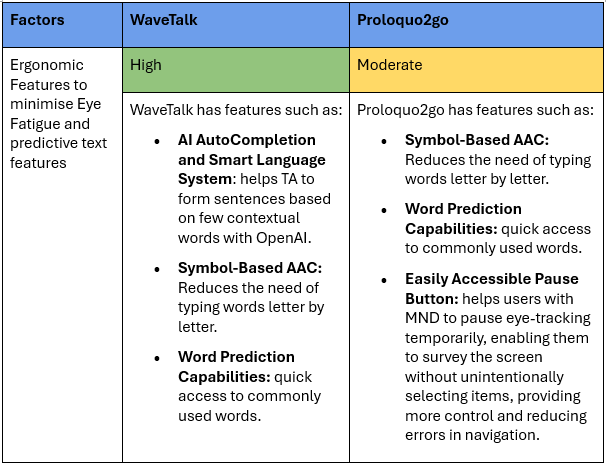 Factors
WaveTalk
Proloquo2go
Ergonomic
Features to
minimise Eye
Fatigue and
predictive text
features
High
Moderate
WaveTalk has features such as:
• AI AutoCompletion
and Smart Language
System: helps TA to
form sentences based
on few contextual
words with OpenAI.
• Symbol-Based AAC:
Reduces the need of
typing words letter by
letter.
• Word Prediction
Capabilities: quick
access to commonly
used words.
Proloquo2go has features such as:
• Symbol-Based AAC:
Reduces the need of typing
words letter by letter.
• Word Prediction
Capabilities: quick access
to commonly used words.
• Easily Accessible Pause
Button: helps users with
MND to pause eye-tracking
temporarily, enabling them
to survey the screen
without unintentionally
selecting items, providing
more control and reducing
errors in navigation.